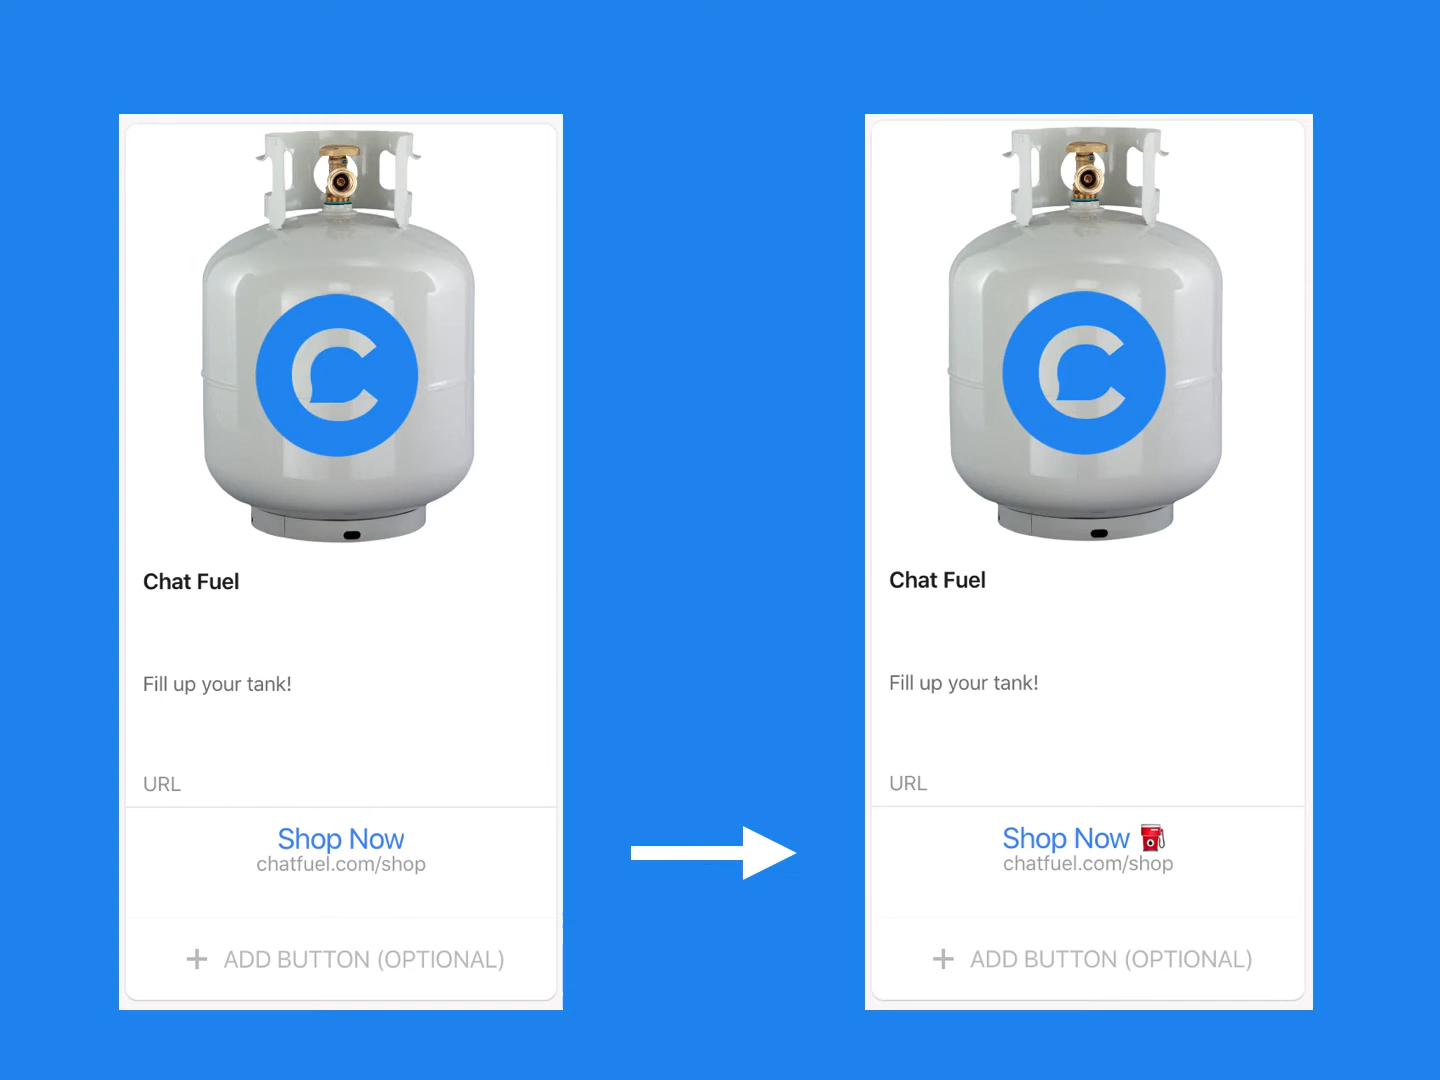 Chat Fuel
Fill up your tank!
URL
Shop Now
chatfuel.com/shop
+ ADD BUTTON (OPTIONAL)
Chat Fuel
Fill up your tank!
URL
Shop Now ⛽
chatfuel.com/shop
+ ADD BUTTON (OPTIONAL)